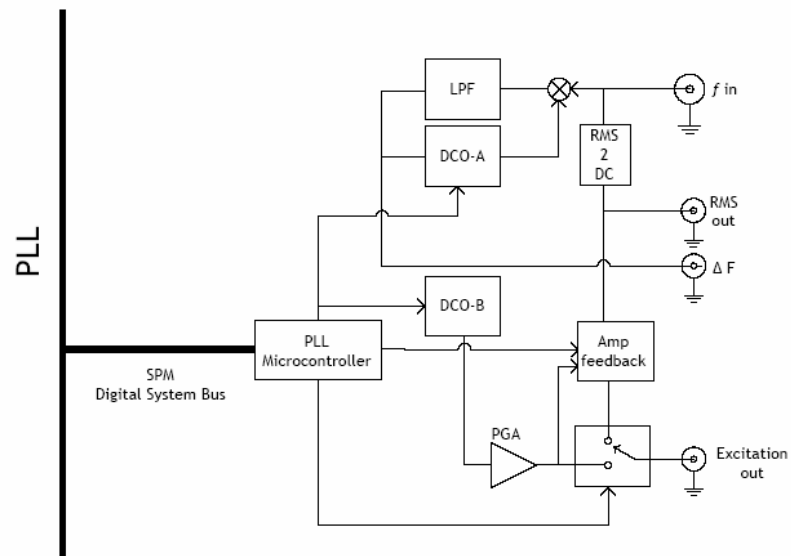 PLL
SPM
Digital System Bus
PLL
Microcontroller
LPF
DCO-A
DCO-B
PGA
RMS
2
DC
Amp
feedback
f in
RMS
out
Δ F
Excitation
out